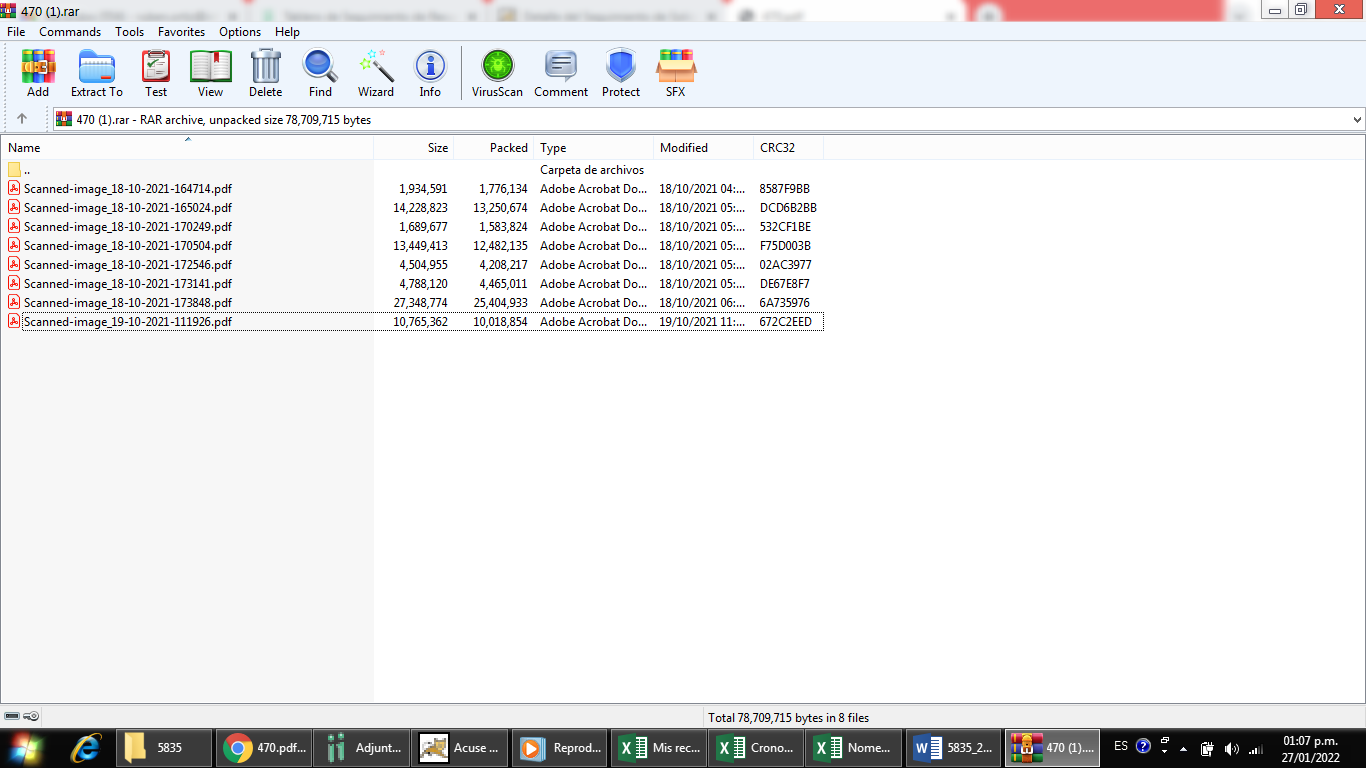 470 (1).rar
File Commands Tools Favorites Options Help
Add Extract To Test View Delete Find Wizard Info VirusScan Comment Protect SFX
470 (1).rar - RAR archive, unpacked size 78,709,715 bytes
Name Size Packed Type Modified CRC32
.. Carpeta de archivos
Scanned-image_18-10-2021-164714.pdf 1,934,591 1,776,134 Adobe Acrobat Do... 18/10/2021 04:... 8587F9BB
Scanned-image_18-10-2021-165024.pdf 14,228,823 13,250,674 Adobe Acrobat Do... 18/10/2021 05:... DCD6B2BB
Scanned-image_18-10-2021-170249.pdf 1,689,677 1,583,824 Adobe Acrobat Do... 18/10/2021 05:... 532CF1BE
Scanned-image_18-10-2021-170504.pdf 13,449,413 12,482,135 Adobe Acrobat Do... 18/10/2021 05:... F75D003B
Scanned-image_18-10-2021-172546.pdf 4,504,955 4,208,217 Adobe Acrobat Do... 18/10/2021 05:... 02AC3977
Scanned-image_18-10-2021-173141.pdf 4,788,120 4,465,011 Adobe Acrobat Do... 18/10/2021 05:... DE67E8F7
Scanned-image_18-10-2021-173848.pdf 27,348,774 25,404,933 Adobe Acrobat Do... 18/10/2021 06:... 6A735976
Scanned-image_19-10-2021-111926.pdf 10,765,362 10,018,854 Adobe Acrobat Do... 19/10/2021 11:... 672C2EED
Total 78,709,715 bytes in 8 files
5835 470.pdf... Adjunt... Acuse ... Reprod... Mis rec... Crono... Nome... 5835_2... 470 (1).... ES 01:07 p.m.
27/01/2022